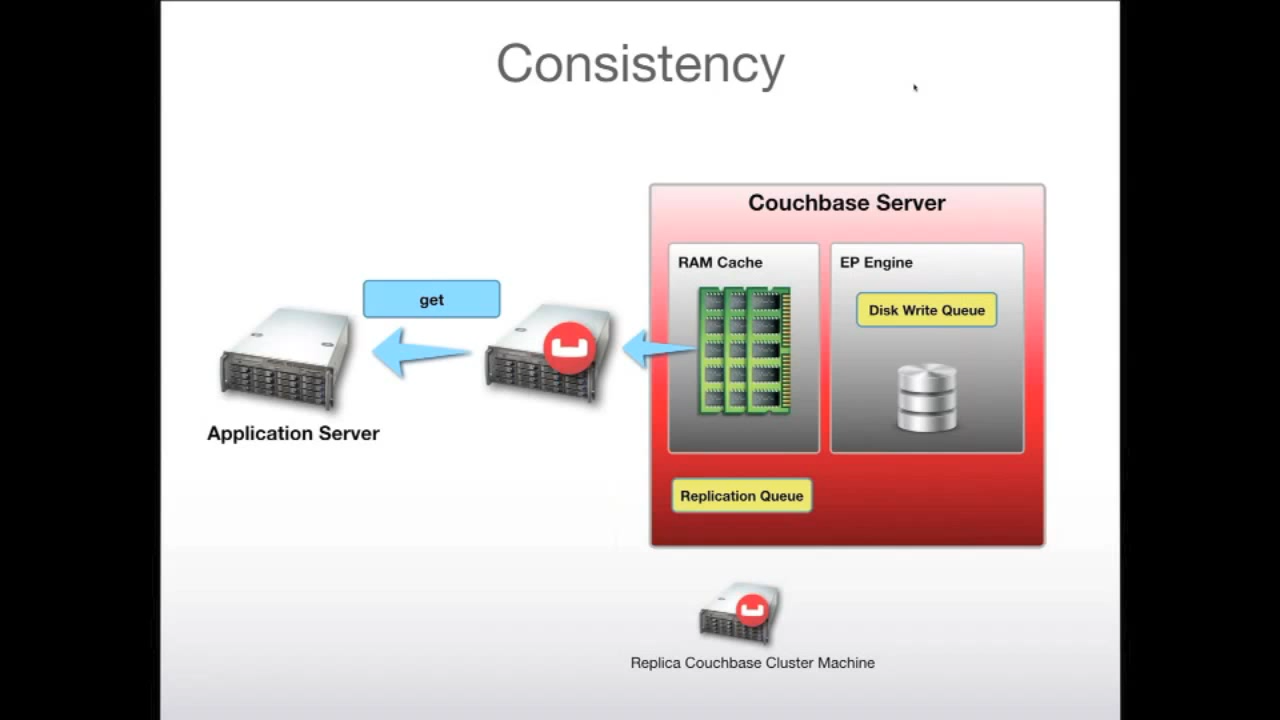 Consistency
Couchbase Server
RAM Cache
EP Engine
get
Disk Write Queue
Application Server
Replication Queue
Replica Couchbase Cluster Machine